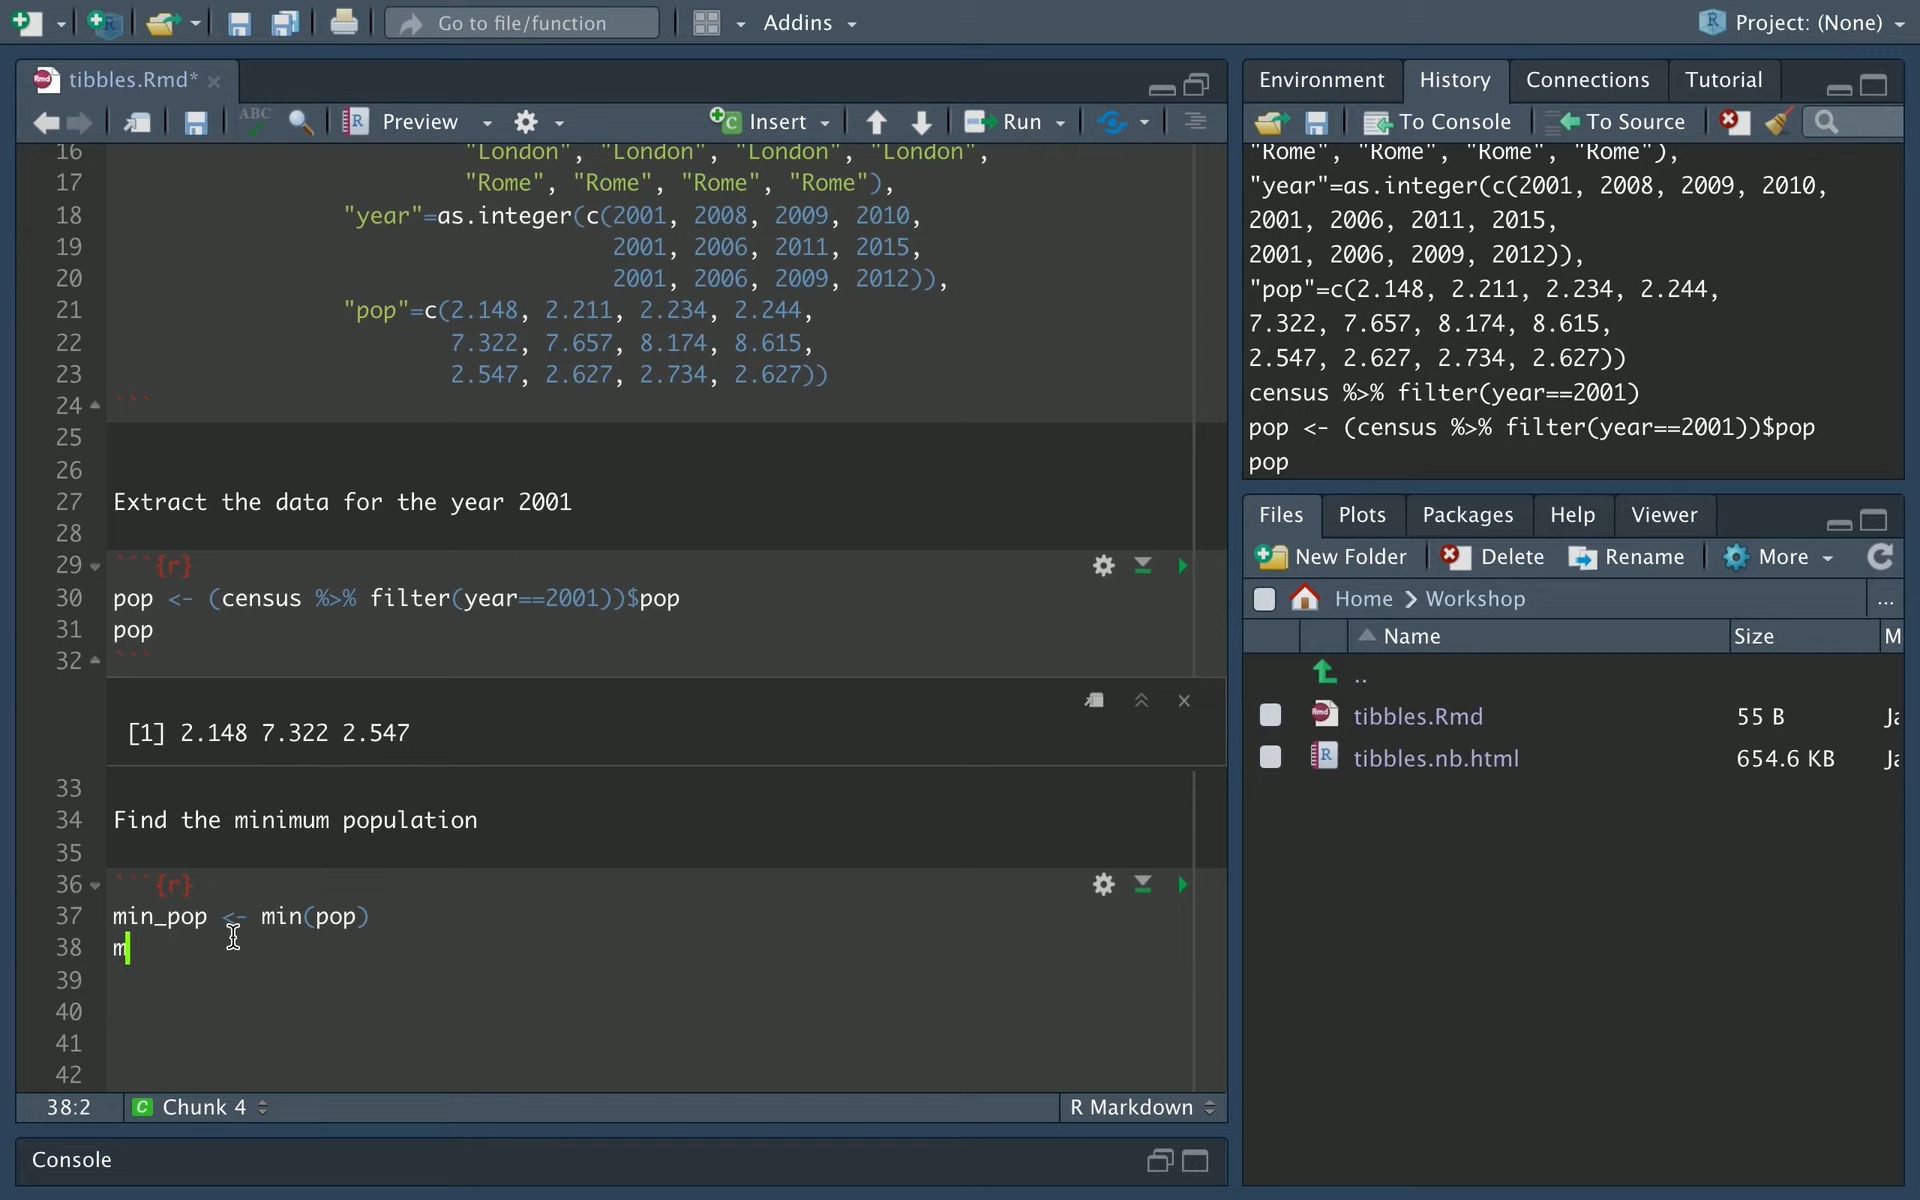 Go to file/function
Addins
Project: (None)
tibbles.Rmd*
ABC
Preview
Insert
Run
16 "London", "London", "London", "London",
17 "Rome", "Rome", "Rome", "Rome"),
18 "year"=as.integer(c(2001, 2008, 2009, 2010,
19 2001, 2006, 2011, 2015,
20 2001, 2006, 2009, 2012)),
21 "pop"=c(2.148, 2.211, 2.234, 2.244,
22 7.322, 7.657, 8.174, 8.615,
23 2.547, 2.627, 2.734, 2.627))
24 ```
25
26
27 Extract the data for the year 2001
28
29 ```{r}
30 pop <- (census %>% filter(year==2001))$pop
31 pop
32 ```
[1] 2.148 7.322 2.547
33
34 Find the minimum population
35
36 ```{r}
37 min_pop <- min(pop)
38 m
39
40
41
42
38:2 C Chunk 4 R Markdown
Console
Environment History Connections Tutorial
To Console To Source
"Rome", "Rome", "Rome", "Rome"),
"year"=as.integer(c(2001, 2008, 2009, 2010,
2001, 2006, 2011, 2015,
2001, 2006, 2009, 2012)),
"pop"=c(2.148, 2.211, 2.234, 2.244,
7.322, 7.657, 8.174, 8.615,
2.547, 2.627, 2.734, 2.627))
census %>% filter(year==2001)
pop <- (census %>% filter(year==2001))$pop
pop
Files Plots Packages Help Viewer
New Folder Delete Rename More
Home Workshop ...
Name Size M
..
tibbles.Rmd 55 B Ja
tibbles.nb.html 654.6 KB Ja